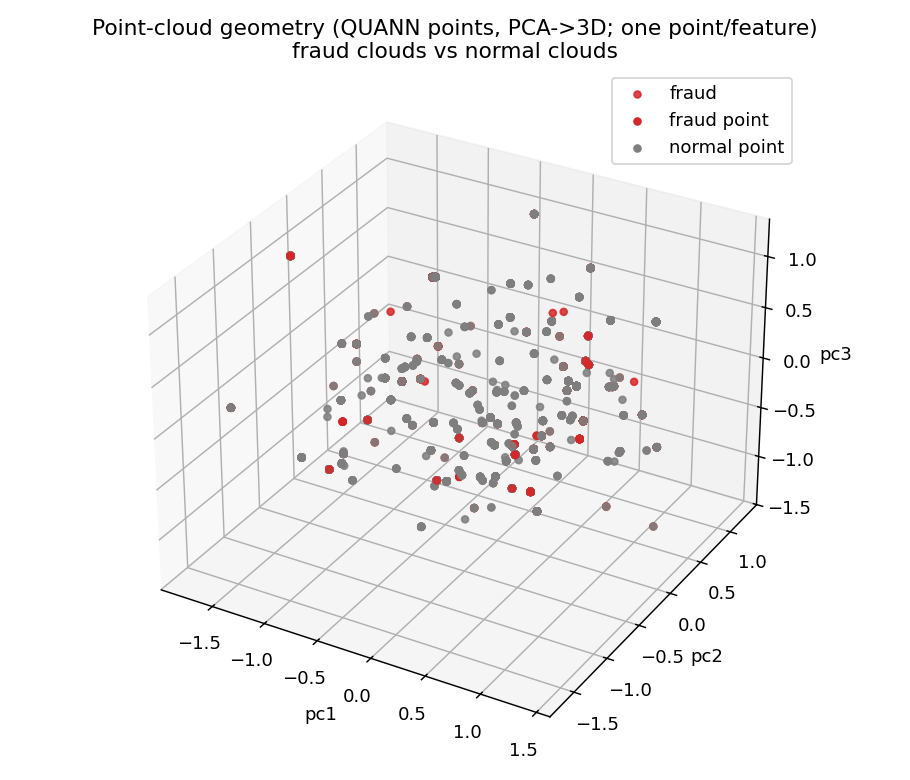 Point-cloud geometry (QUANN points, PCA->3D; one point/feature)
fraud clouds vs normal clouds
fraud
fraud point
normal point
1.0
0.5
0.0
pc3
−0.5
−1.0
−1.5
1.0
0.5
0.0
−0.5
pc2
−1.0
−1.5
−1.5
−1.0
−0.5
0.0
pc1
0.5
1.0
1.5